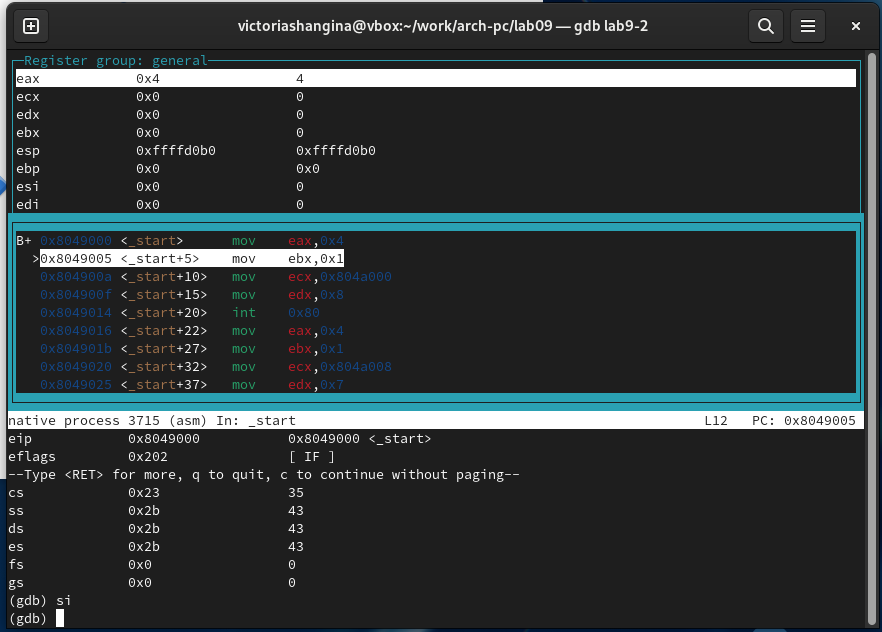 victoriashangina@vbox:~/work/arch-pc/lab09 — gdb lab9-2
Register group: general
eax 0x4 4
ecx 0x0 0
edx 0x0 0
ebx 0x0 0
esp 0xffffd0b0 0xffffd0b0
ebp 0x0 0x0
esi 0x0 0
edi 0x0 0
B+ 0x8049000 <_start> mov eax,0x4
>0x8049005 <_start+5> mov ebx,0x1
0x804900a <_start+10> mov ecx,0x804a000
0x804900f <_start+15> mov edx,0x8
0x8049014 <_start+20> int 0x80
0x8049016 <_start+22> mov eax,0x4
0x804901b <_start+27> mov ebx,0x1
0x8049020 <_start+32> mov ecx,0x804a008
0x8049025 <_start+37> mov edx,0x7
native process 3715 (asm) In: _start L12 PC: 0x8049005
eip 0x8049000 0x8049000 <_start>
eflags 0x202 [ IF ]
--Type <RET> for more, q to quit, c to continue without paging--
cs 0x23 35
ss 0x2b 43
ds 0x2b 43
es 0x2b 43
fs 0x0 0
gs 0x0 0
(gdb) si
(gdb)